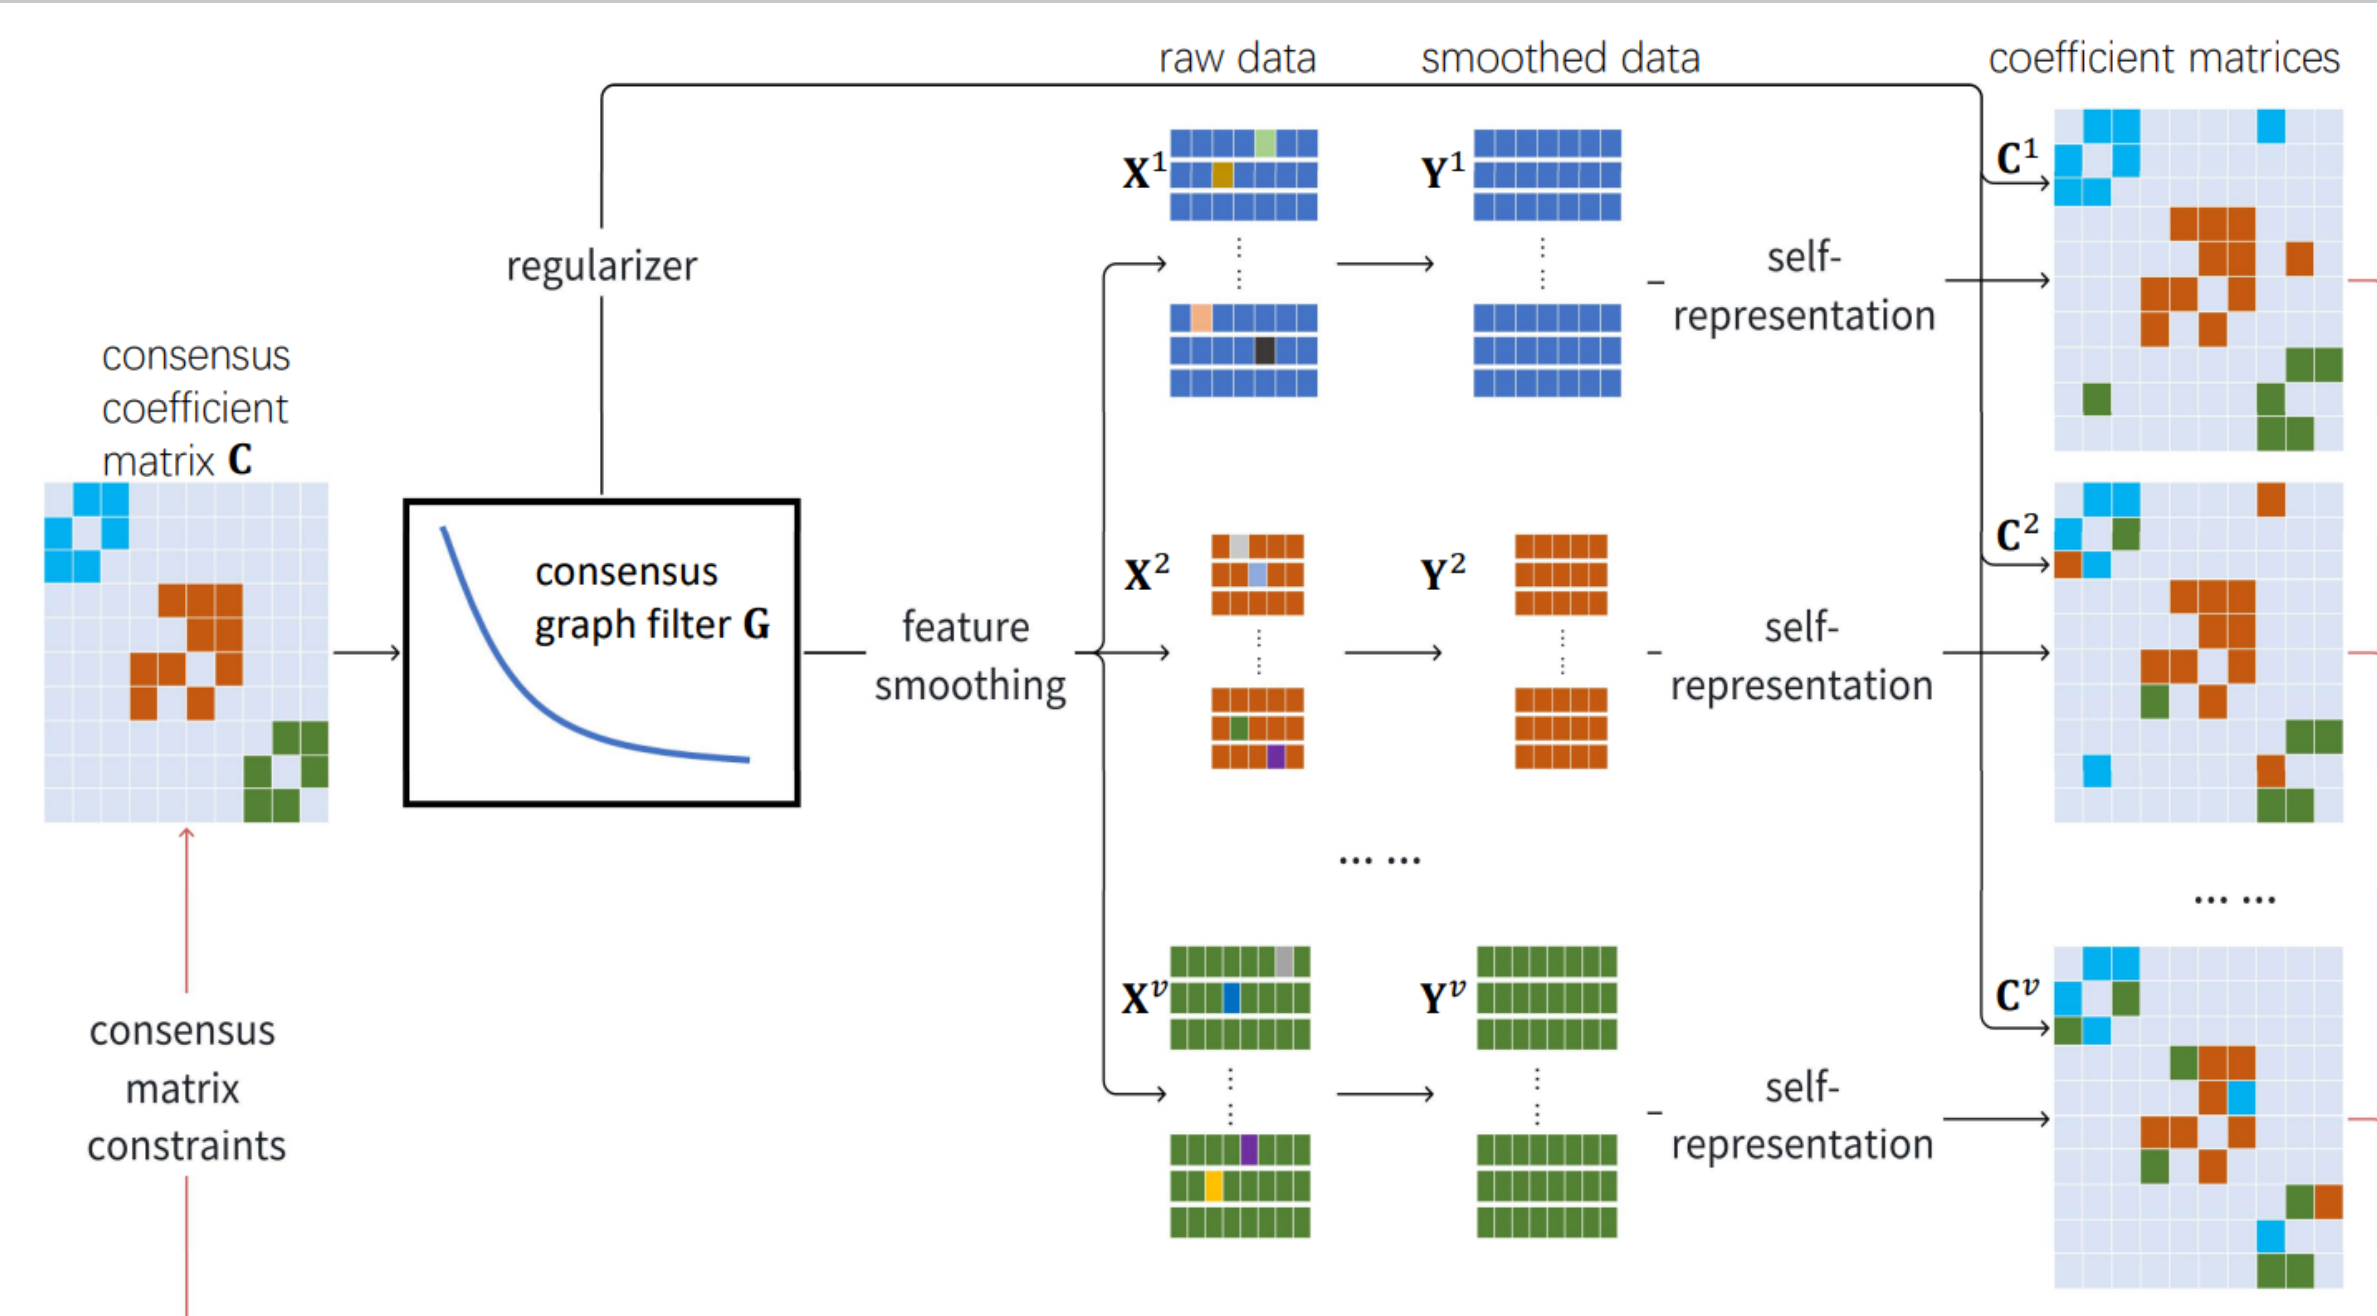 raw data
smoothed data
coefficient matrices
X¹
Y¹
C¹
regularizer
self-
representation
consensus
coefficient
matrix C
C²
consensus
graph filter G
X²
Y²
feature
smoothing
self-
representation
... ...
... ...
Xᵛ
Yᵛ
Cᵛ
consensus
matrix
constraints
self-
representation